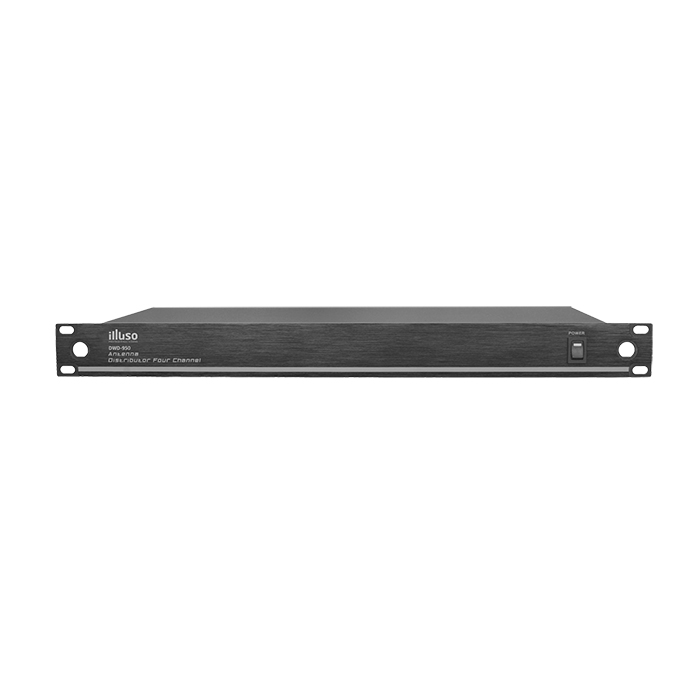 illuso
DWD-950
Antenna
Distributor Four Channel
POWER